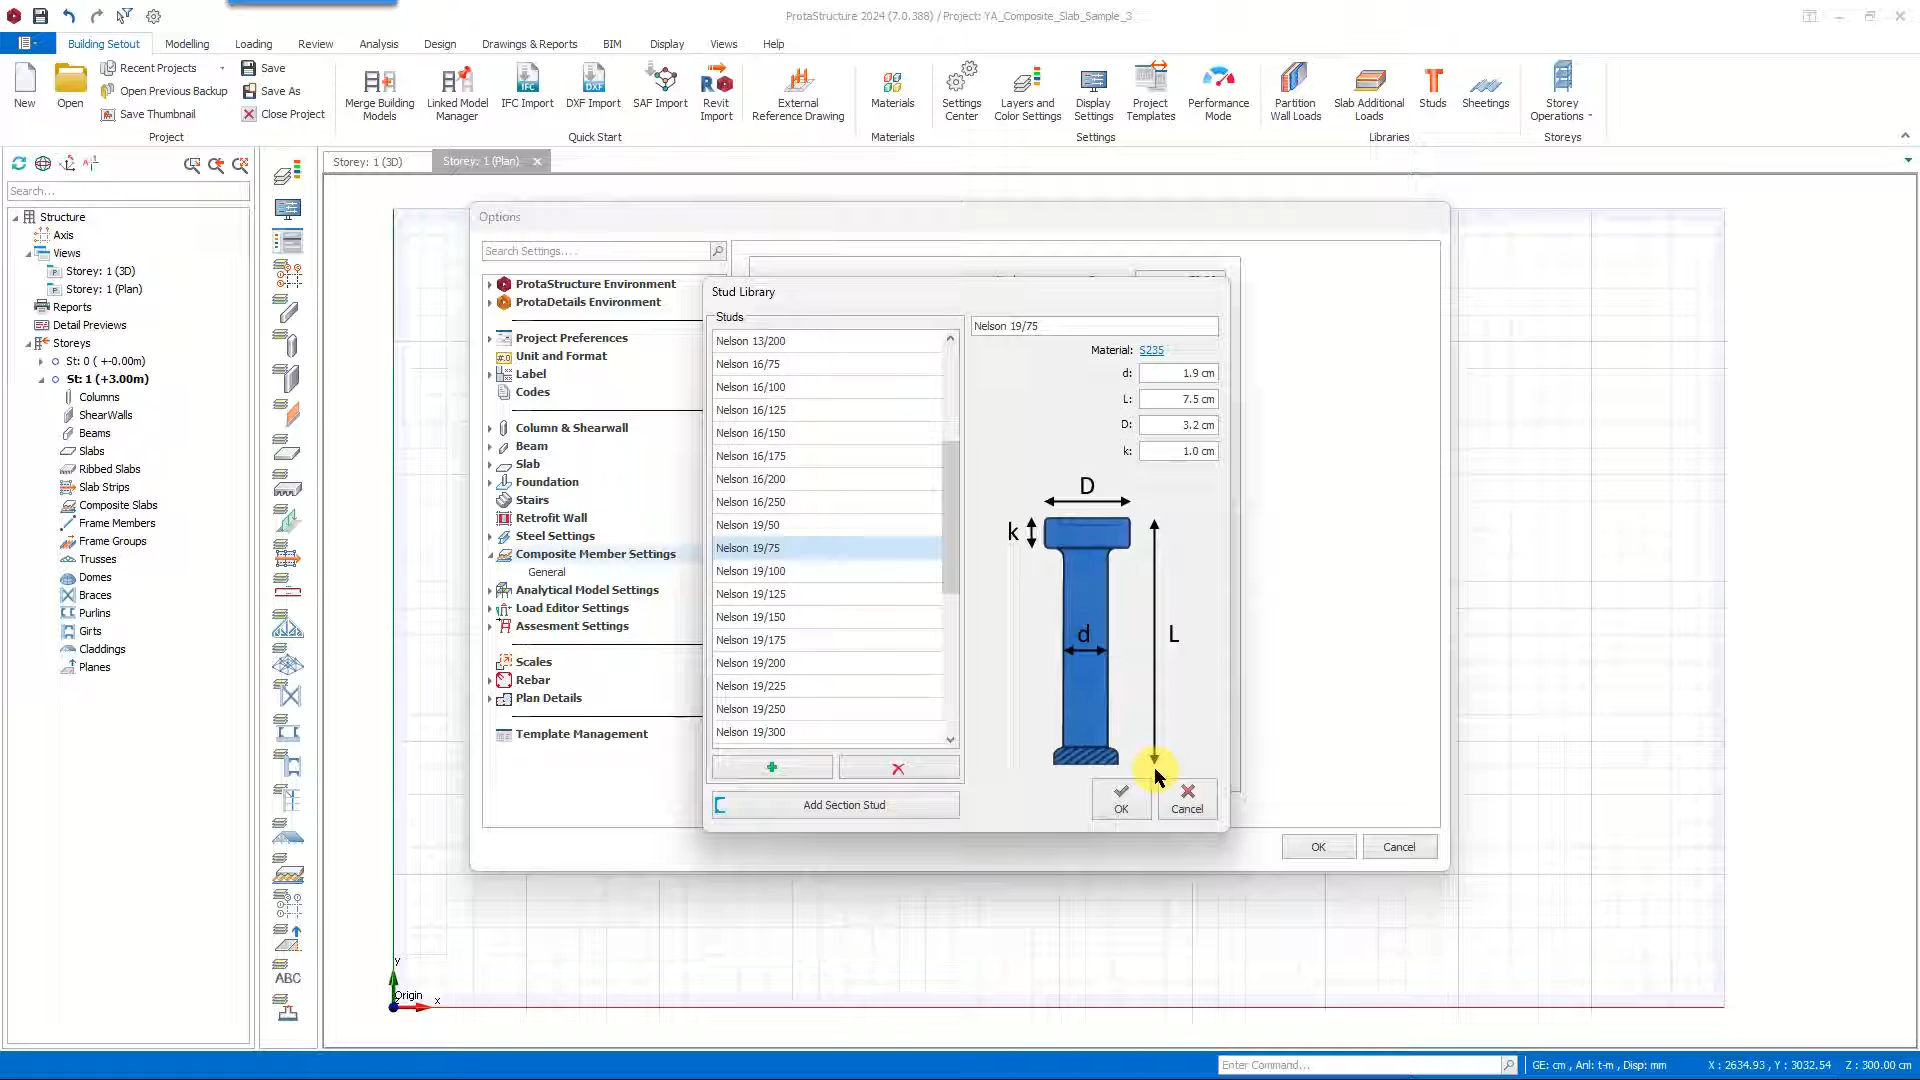 ProtaStructure 2024 (7.0.388) / Project: YA_Composite_Slab_Sample_3
Building Setout
Modelling
Loading
Review
Analysis
Design
Drawings & Reports
BIM
Display
Views
Help
New
Open
Recent Projects
Open Previous Backup
Save Thumbnail
Save
Save As
Close Project
Project
Merge Building
Models
Linked Model
Manager
IFC Import
DXF Import
SAF Import
Revit
Import
Quick Start
External
Reference Drawing
Materials
Materials
Settings
Center
Layers and
Color Settings
Display
Settings
Project
Templates
Performance
Mode
Settings
Partition
Wall Loads
Slab Additional
Loads
Studs
Sheetings
Libraries
Storey
Operations
Storeys
Storey: 1 (3D)
Storey: 1 (Plan)
Search...
Structure
Axis
Views
Storey: 1 (3D)
Storey: 1 (Plan)
Reports
Detail Previews
Storeys
St: 0 ( +-0.00m)
St: 1 (+3.00m)
Columns
ShearWalls
Beams
Slabs
Ribbed Slabs
Slab Strips
Composite Slabs
Frame Members
Frame Groups
Trusses
Domes
Braces
Purlins
Girts
Claddings
Planes
ABC
Options
Search Settings....
ProtaStructure Environment
ProtaDetails Environment
Project Preferences
Unit and Format
Label
Codes
Column & Shearwall
Beam
Slab
Foundation
Stairs
Retrofit Wall
Steel Settings
Composite Member Settings
General
Analytical Model Settings
Load Editor Settings
Assesment Settings
Scales
Rebar
Plan Details
Template Management
Stud Library
Studs
Nelson 13/200
Nelson 16/75
Nelson 16/100
Nelson 16/125
Nelson 16/150
Nelson 16/175
Nelson 16/200
Nelson 16/250
Nelson 19/50
Nelson 19/75
Nelson 19/100
Nelson 19/125
Nelson 19/150
Nelson 19/175
Nelson 19/200
Nelson 19/225
Nelson 19/250
Nelson 19/300
Add Section Stud
Nelson 19/75
Material: S235
d: 1.9 cm
L: 7.5 cm
D: 3.2 cm
k: 1.0 cm
D
k
d
L
OK
Cancel
OK
Cancel
y
Origin
x
Enter Command...
GE: cm , Anl: t-m , Disp: mm
X : 2634.93 , Y : 3032.54
Z : 300.00 cm